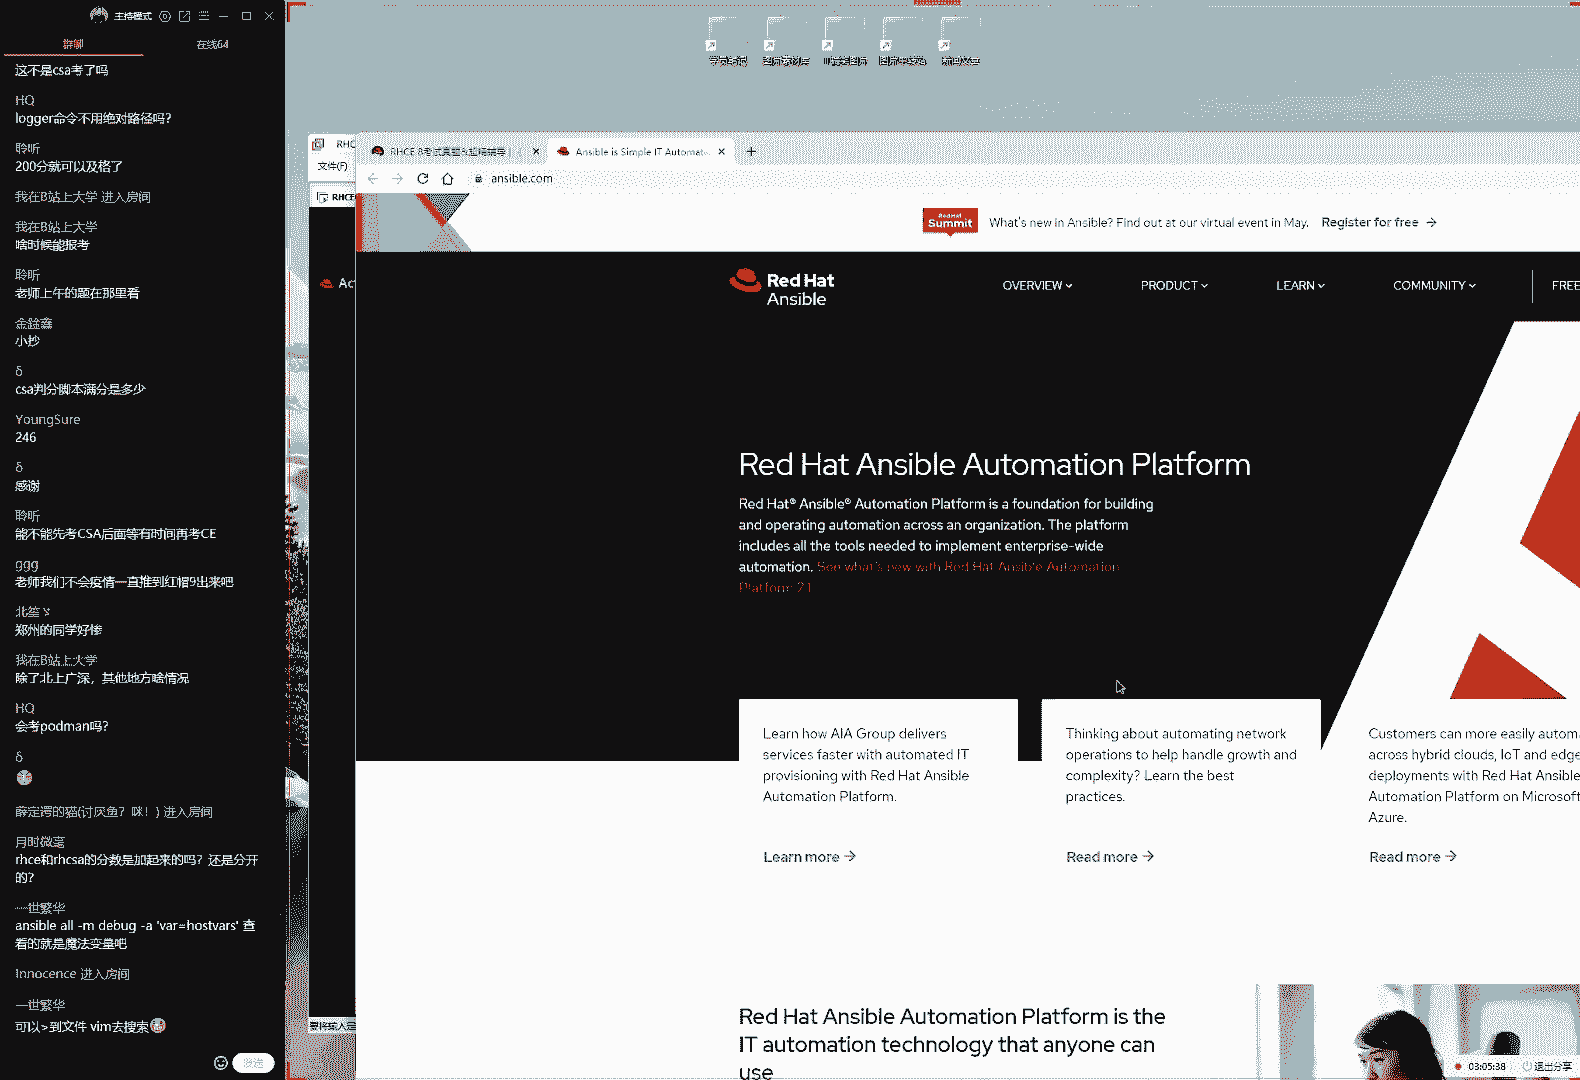 主持模式
群聊
在线64
这不是csa考了吗
HQ
logger命令不用绝对路径吗?
聆听
200分就可以及格了
我在B站上大学 进入房间
我在B站上大学
啥时候能报考
聆听
老师上午的题在那里看
金鎗鑫
小抄
δ
csa判分脚本满分是多少
YoungSure
246
δ
感谢
聆听
能不能先考CSA后面等有时间再考CE
ggg
老师我们不会疫情一直推到红帽9出来吧
郑州的同学好惨
我在B站上大学
除了北上广深，其他地方啥情况
HQ
会考podman吗?
δ
薛定谔的猫(讨厌鱼？咪！) 进入房间
月时微毫
rhce和rhcsa的分数是加起来的吗？还是分开
的?
一世繁华
ansible all -m debug -a 'var=hostvars' 查
看的就是魔法变量吧
Innocence 进入房间
一世繁华
可以>到文件 vim去搜索
发送
RHC
文件(F)
RHCE
Ac
Ansible is Simple IT Automat
ansible.com
Red Hat
Summit
What's new in Ansible? Find out at our virtual event in May. Register for free →
Red Hat
Ansible
OVERVIEW
PRODUCT
LEARN
COMMUNITY
FREE
Red Hat Ansible Automation Platform
Red Hat® Ansible® Automation Platform is a foundation for building
and operating automation across an organization. The platform
includes all the tools needed to implement enterprise-wide
automation. See what's new with Red Hat Ansible Automation
Platform 2.1
Learn how AIA Group delivers
services faster with automated IT
provisioning with Red Hat Ansible
Automation Platform.
Learn more →
Thinking about automating network
operations to help handle growth and
complexity? Learn the best
practices.
Read more →
Customers can more easily autom
across hybrid clouds, IoT and edge
deployments with Red Hat Ansible
Automation Platform on Microsoft
Azure.
Read more →
Red Hat Ansible Automation Platform is the
IT automation technology that anyone can
use
03:05:38
退出分享